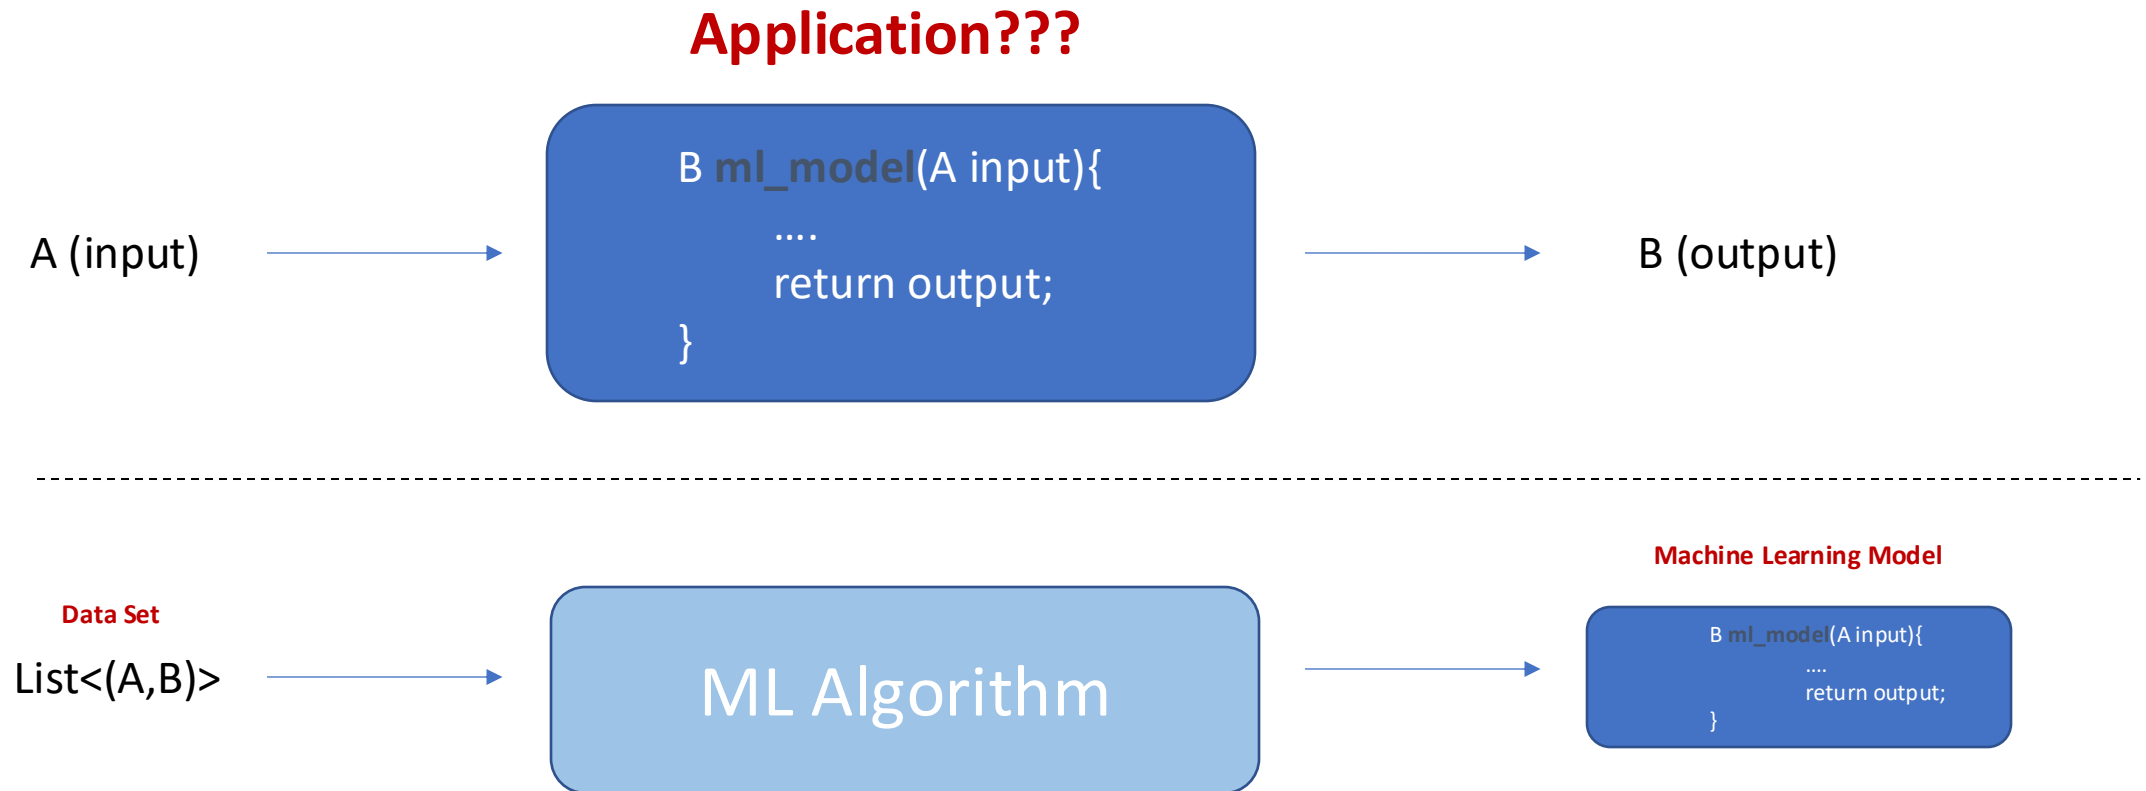 Application???
B ml_model(A input){
....
return output;
}
A (input)
B (output)
Data Set
List<(A,B)>
ML Algorithm
Machine Learning Model
B ml_model(A input){
....
return output;
}